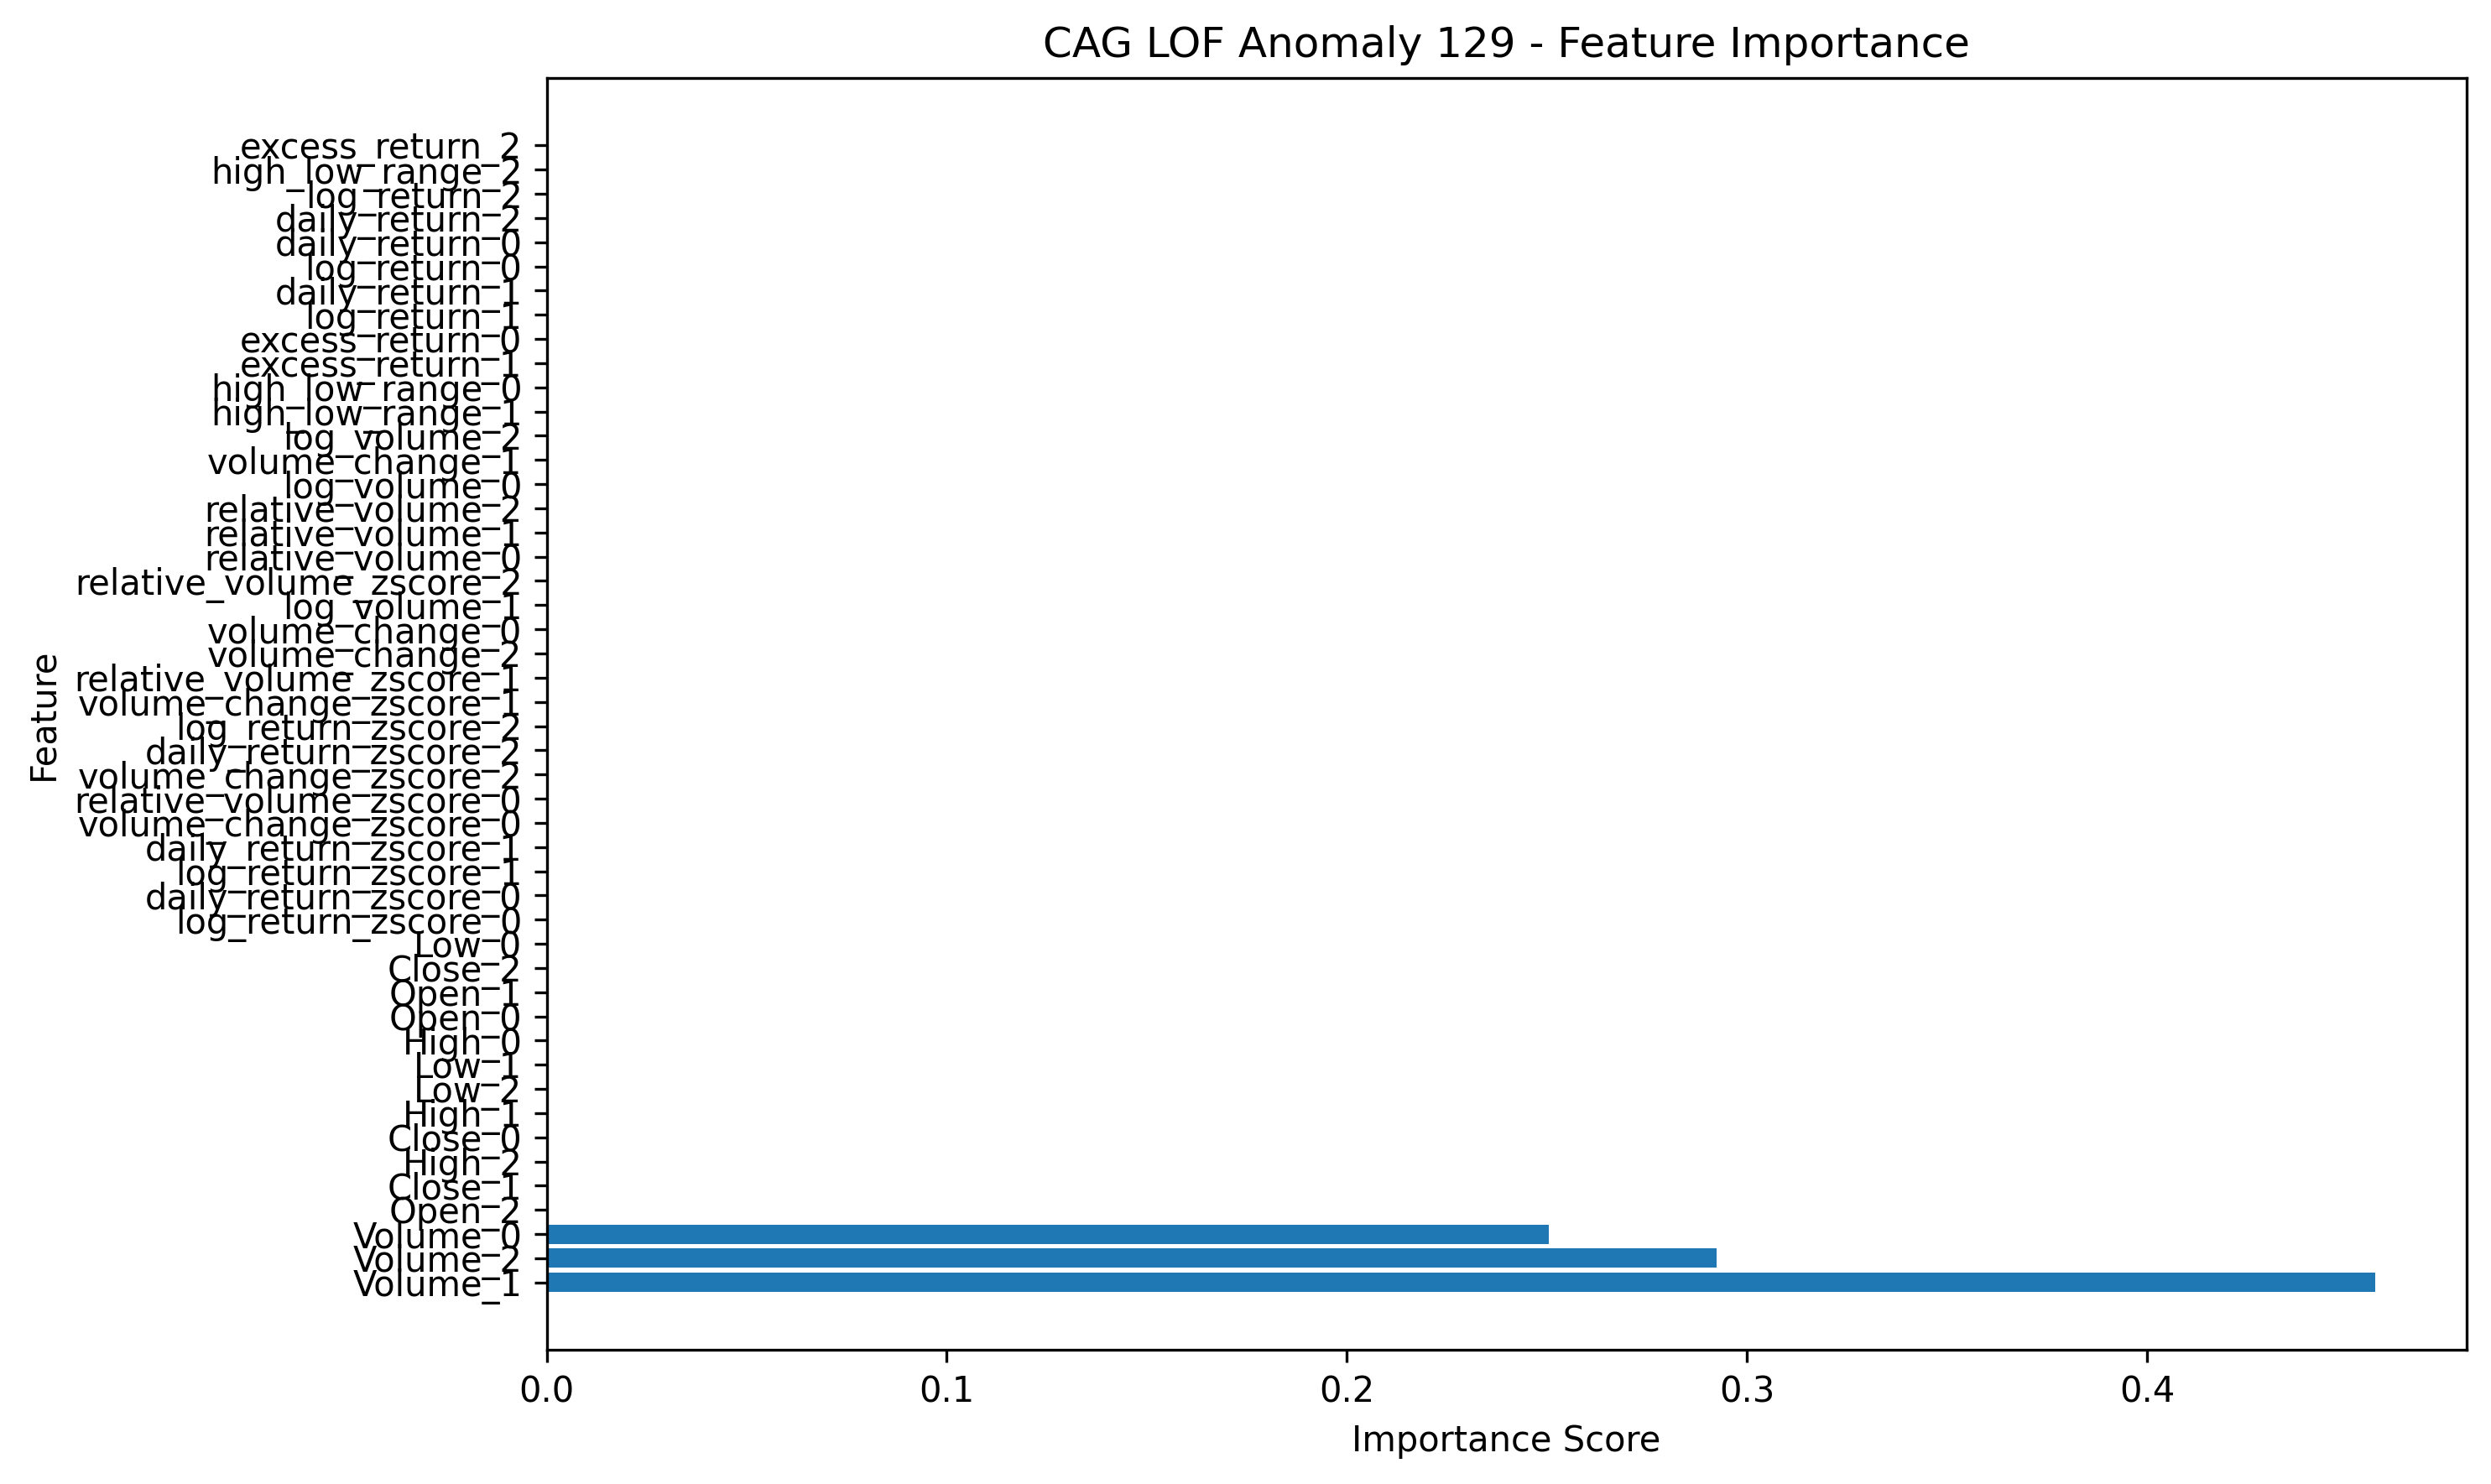 CAG LOF Anomaly 129 - Feature Importance
excess_return_2
high_low_range_2
log_return_2
daily_return_2
daily_return_0
log_return_0
daily_return_1
log_return_1
excess_return_0
excess_return_1
high_low_range_0
high_low_range_1
log_volume_2
volume_change_1
log_volume_0
relative_volume_2
relative_volume_1
relative_volume_0
relative_volume_zscore_2
log_volume_1
volume_change_0
volume_change_2
relative_volume_zscore_1
volume_change_zscore_1
log_return_zscore_2
daily_return_zscore_2
volume_change_zscore_2
relative_volume_zscore_0
volume_change_zscore_0
daily_return_zscore_1
log_return_zscore_1
daily_return_zscore_0
log_return_zscore_0
Low_0
Close_2
Open_1
Open_0
High_0
Low_1
Low_2
High_1
Close_0
High_2
Close_1
Open_2
Volume_0
Volume_2
Volume_1
Feature
0.0 0.1 0.2 0.3 0.4
Importance Score